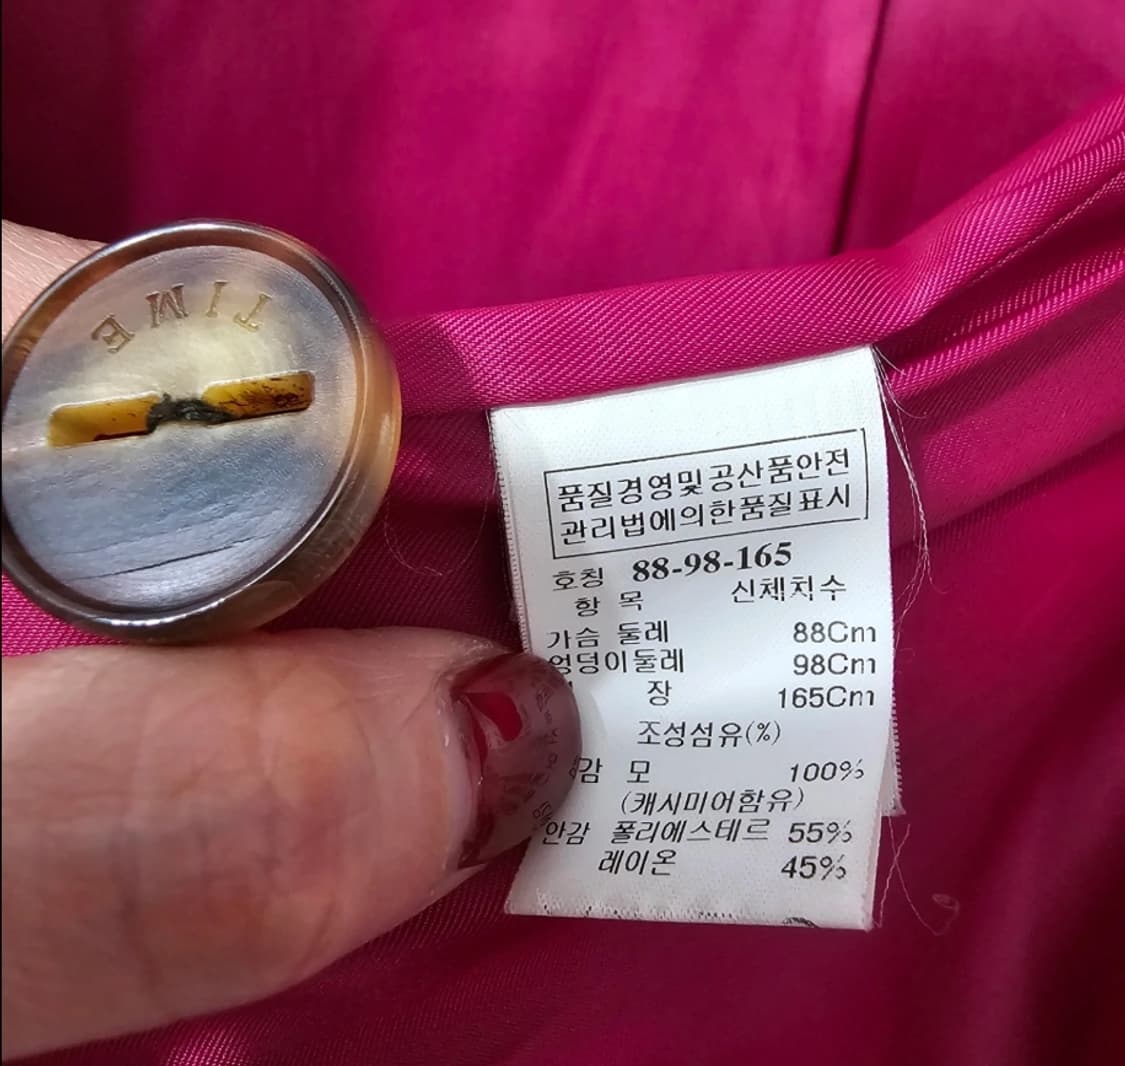 TIME
품질경영및공산품안전
관리법에의한품질표시
호칭 88-98-165
항 목 신체치수
가슴 둘레 88Cm
엉덩이둘레 98Cm
장 165Cm
조성섬유(%)
모 100%
(캐시미어함유)
안감 폴리에스테르 55%
레이온 45%